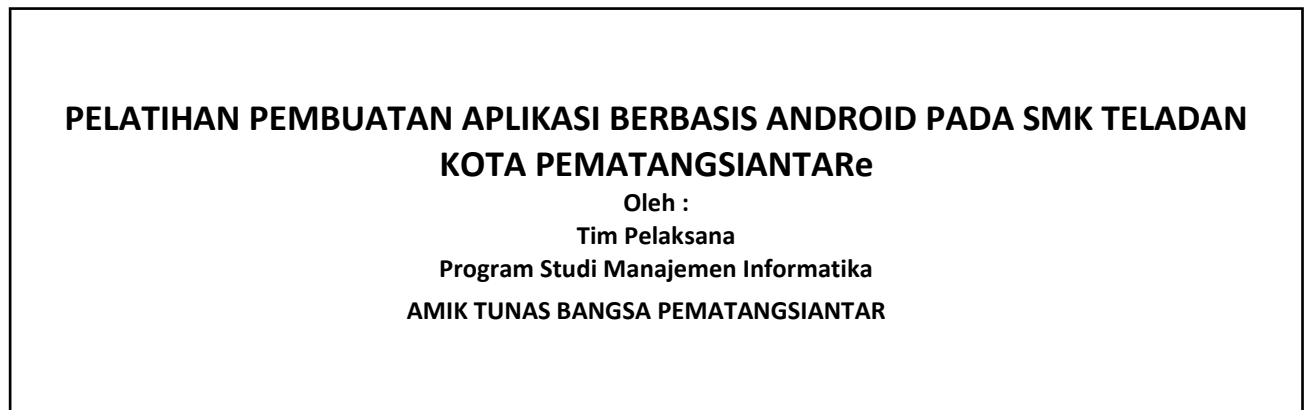 PELATIHAN PEMBUATAN APLIKASI BERBASIS ANDROID PADA SMK TELADAN
KOTA PEMATANGSIANTARe
Oleh :
Tim Pelaksana
Program Studi Manajemen Informatika
AMIK TUNAS BANGSA PEMATANGSIANTAR